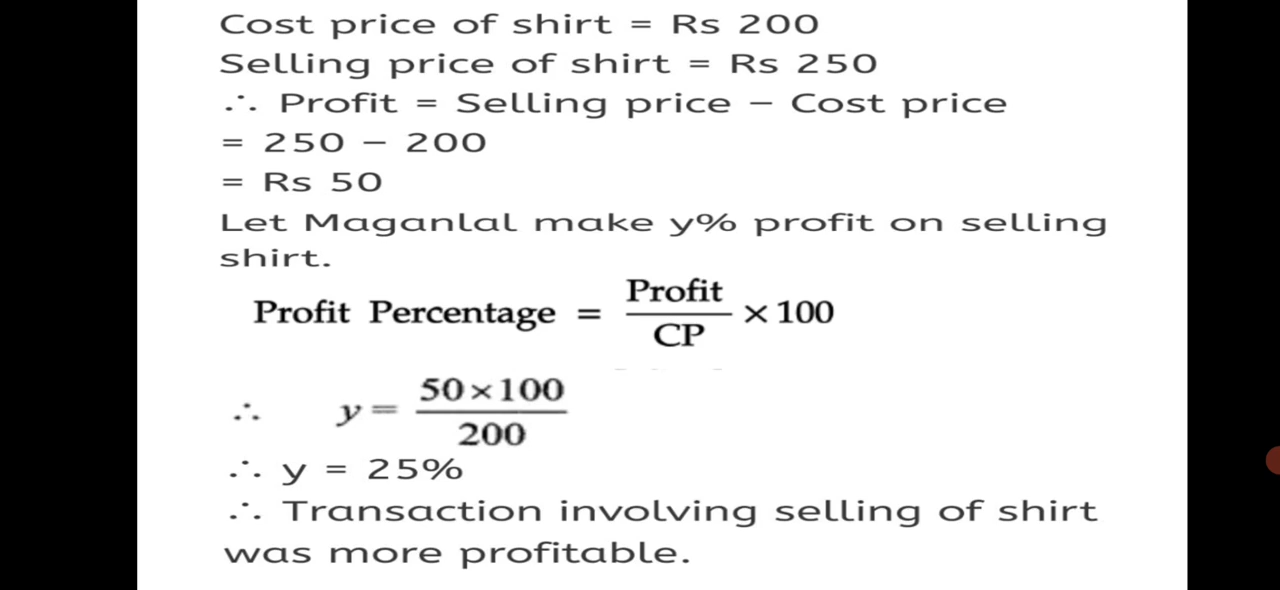 Cost price of shirt = Rs 200
Selling price of shirt = Rs 250
∴ Profit = Selling price − Cost price
= 250 − 200
= Rs 50
Let Maganlal make y% profit on selling
shirt.
Profit Percentage = Profit/CP × 100
∴ y = 50×100/200
∴ y = 25%
∴ Transaction involving selling of shirt
was more profitable.